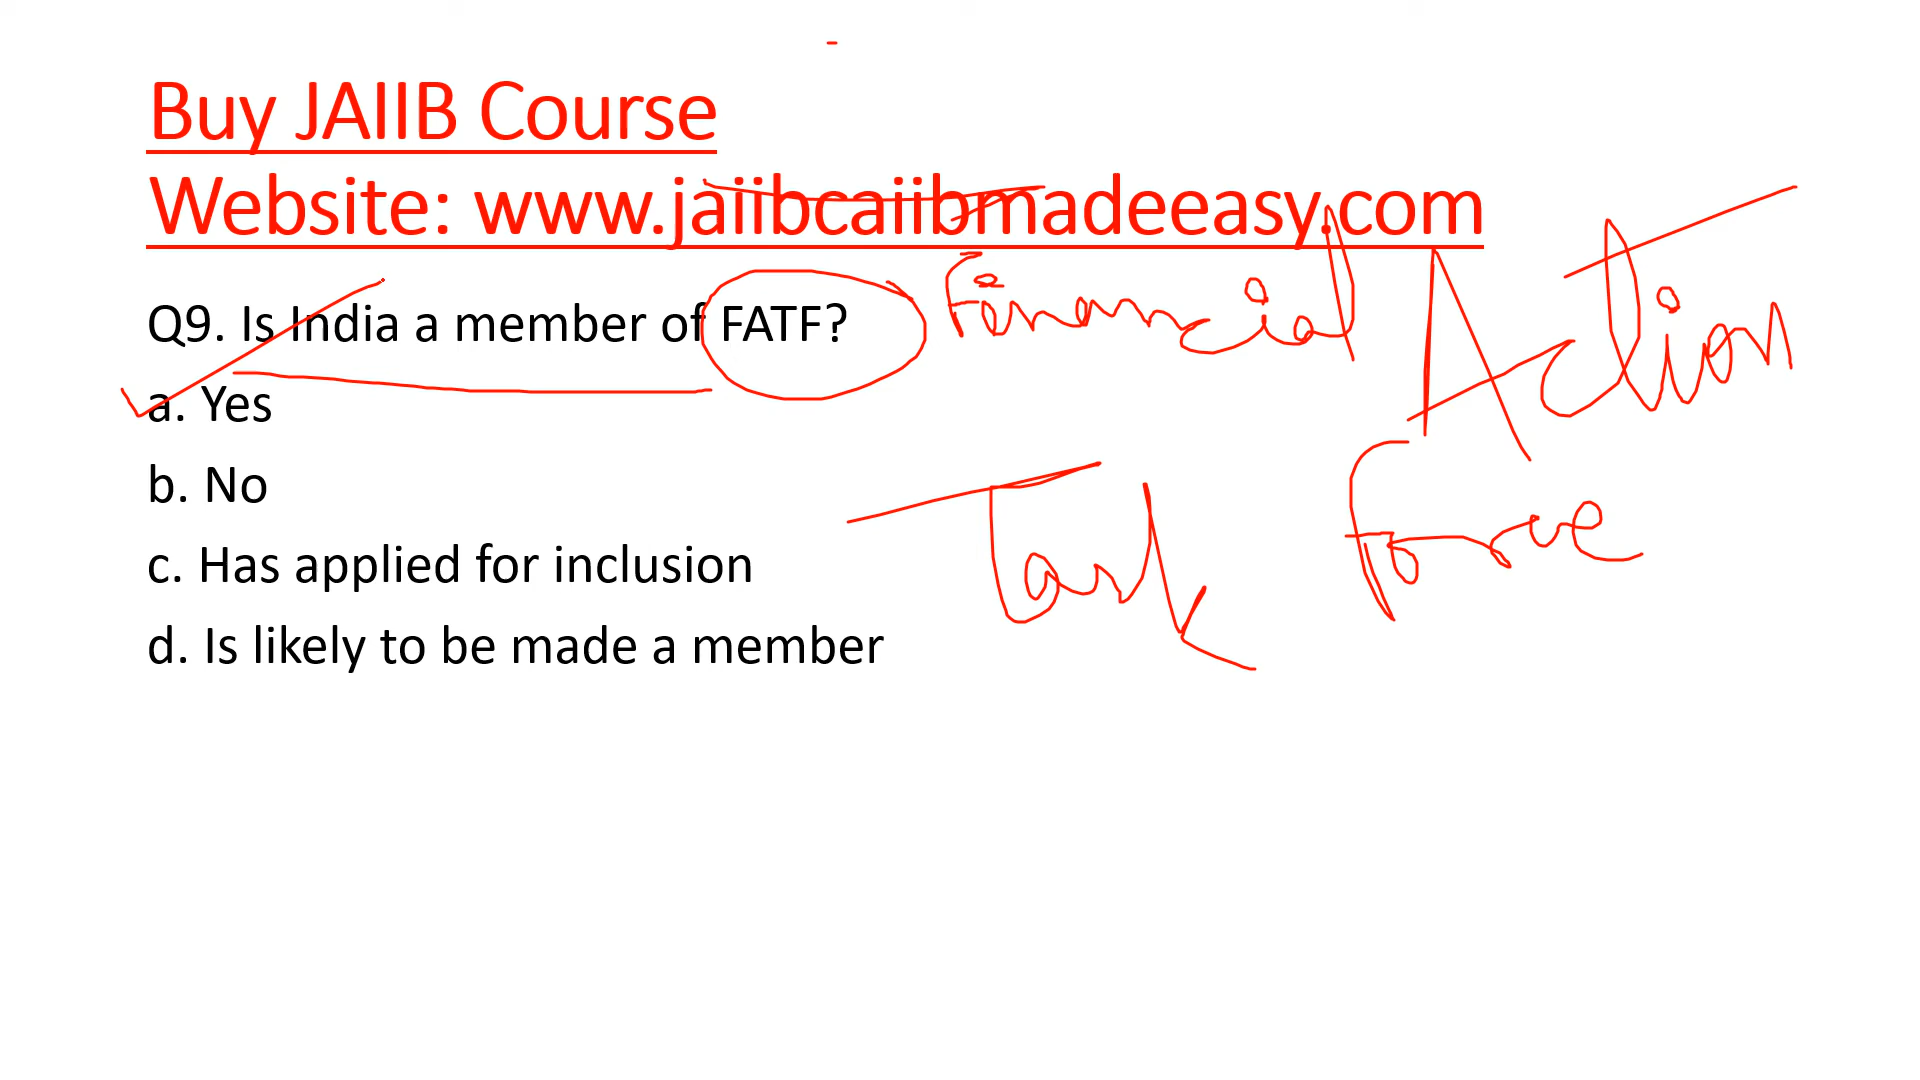 Buy JAIIB Course
Website: www.jaiibcaiibmadeeasy.com
Q9. Is India a member of FATF?
Financial Action
a. Yes
b. No
Task Force
c. Has applied for inclusion
d. Is likely to be made a member